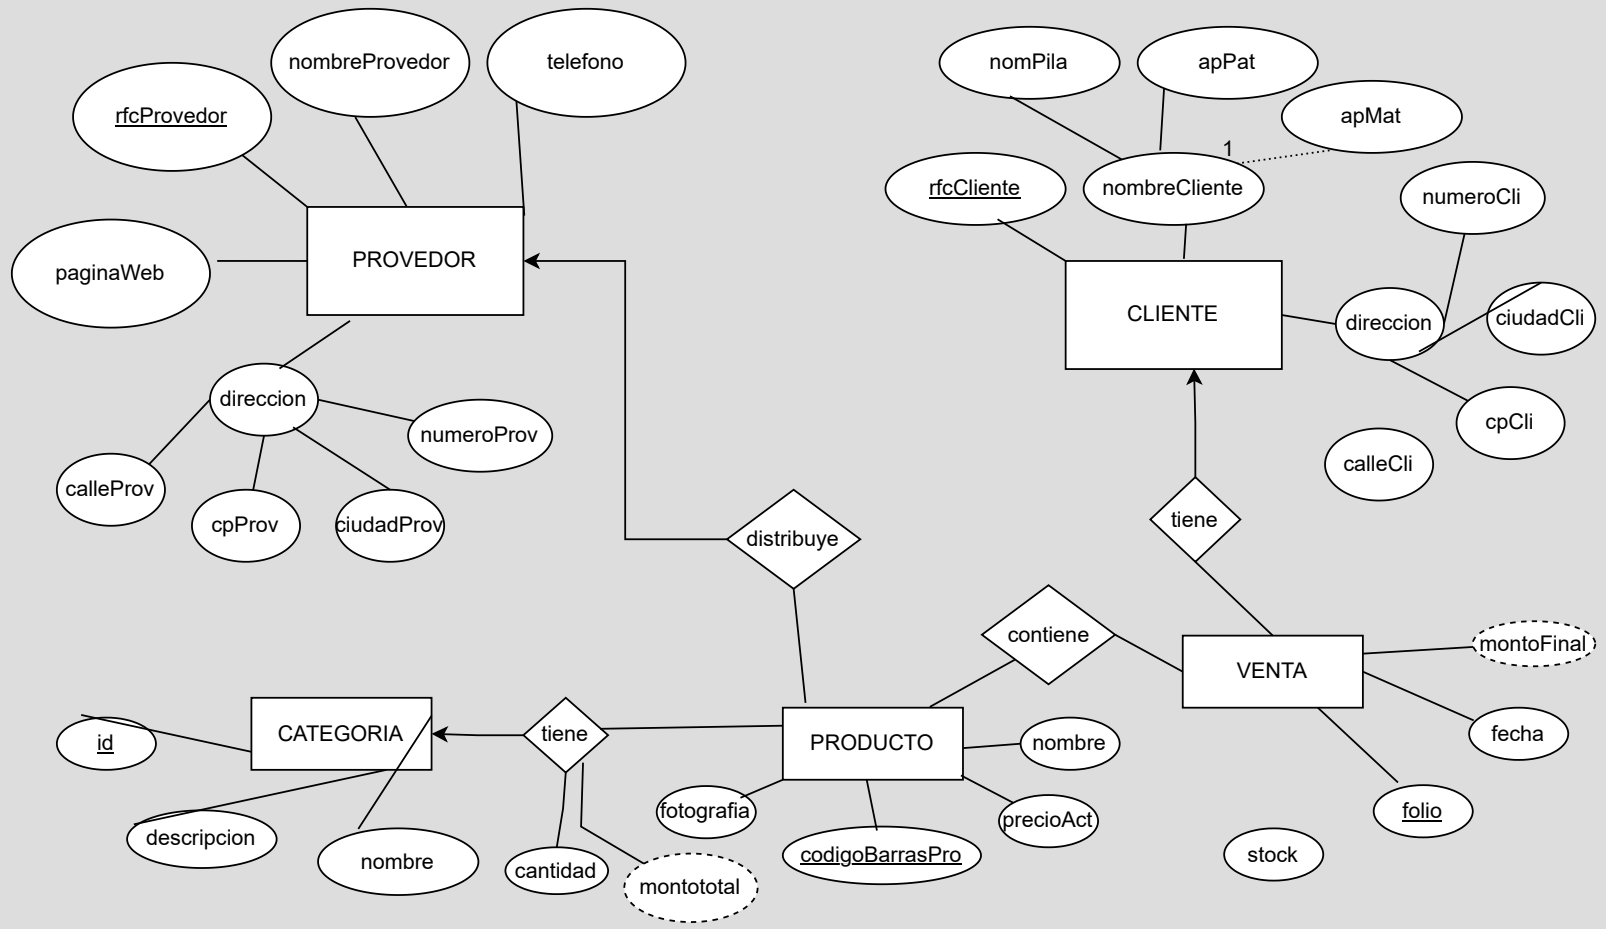 nombreProvedor
telefono
rfcProvedor
PROVEDOR
paginaWeb
direccion
numeroProv
calleProv
cpProv
ciudadProv
nomPila
apPat
apMat
1
rfcCliente
nombreCliente
numeroCli
CLIENTE
direccion
ciudadCli
cpCli
calleCli
tiene
distribuye
contiene
VENTA
montoFinal
fecha
folio
stock
CATEGORIA
id
descripcion
nombre
tiene
cantidad
montototal
PRODUCTO
nombre
fotografia
precioAct
codigoBarrasPro